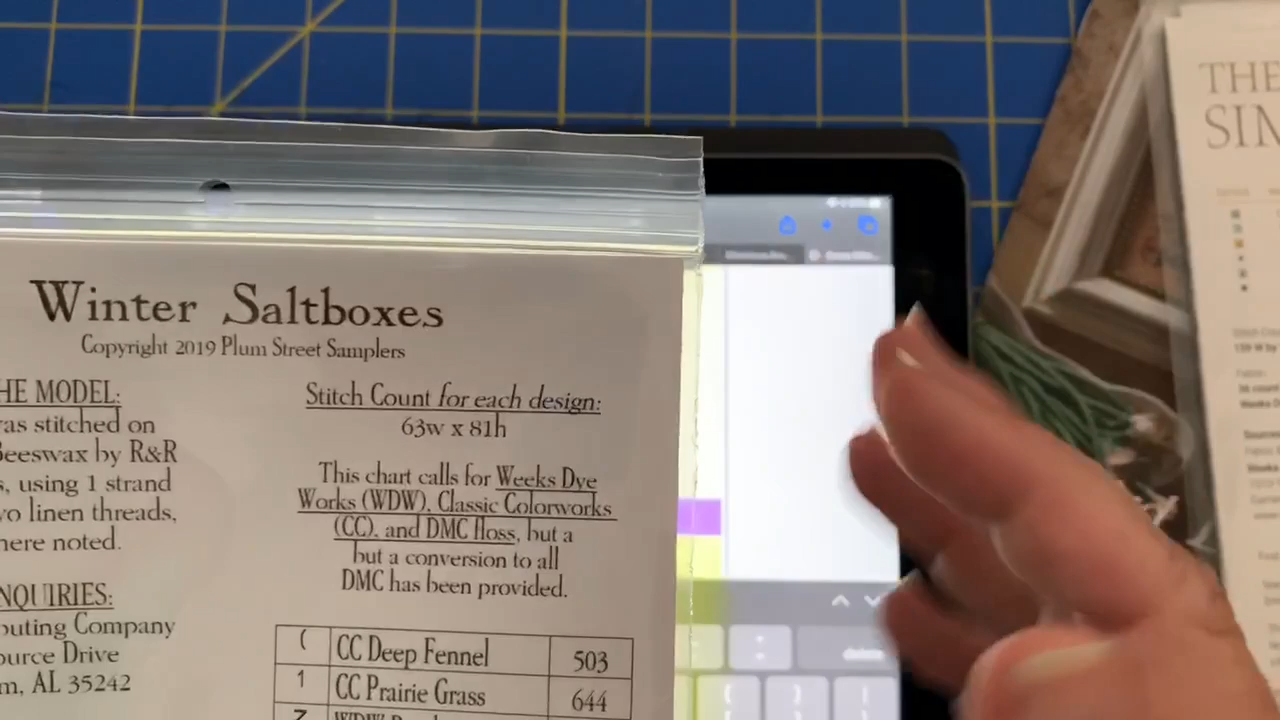 Winter Saltboxes
Copyright 2019 Plum Street Samplers
HE MODEL:
as stitched on
Beeswax by R&R
s, using 1 strand
vo linen threads,
here noted.
NQUIRIES:
outing Company
ource Drive
m, AL 35242
Stitch Count for each design:
63w x 81h
This chart calls for Weeks Dye
Works (WDW), Classic Colorworks
(CC), and DMC floss, but a
but a conversion to all
DMC has been provided.
( CC Deep Fennel 503
1 CC Prairie Grass 644
THE
SIM
delete